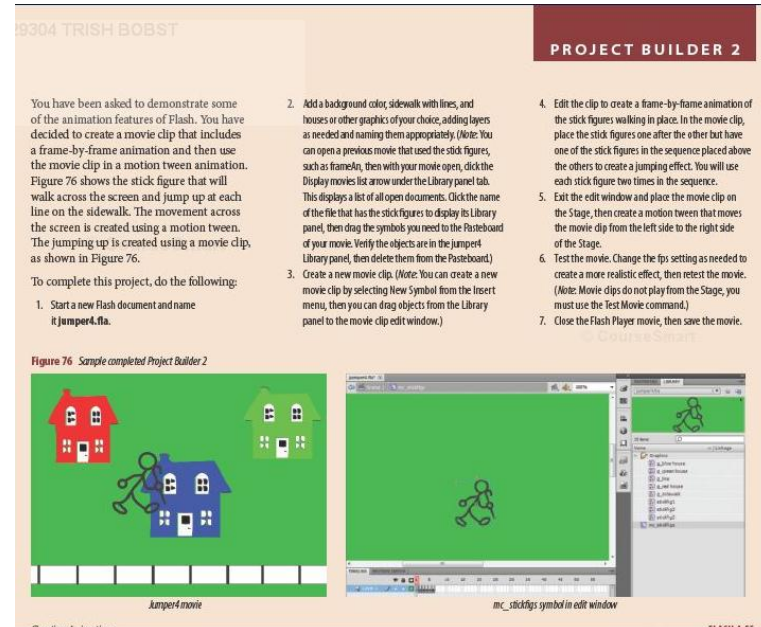 29304 TRISH BOBST
PROJECT BUILDER 2
You have been asked to demonstrate some
of the animation features of Flash. You have
decided to create a movie clip that includes
a frame-by-frame animation and then use
the movie clip in a motion tween animation.
Figure 76 shows the stick figure that will
walk across the screen and jump up at each
line on the sidewalk. The movement across
the screen is created using a motion tween.
The jumping up is created using a movie clip,
as shown in Figure 76.
To complete this project, do the following:
1. Start a new Flash document and name
it jumper4.fla.
2. Add a background color, sidewalk with lines, and
houses or other graphics of your choice, adding layers
as needed and naming them appropriately. (Note: You
can open a previous movie that used the stick figures,
such as frameAn, then with your movie open, click the
Display movies list arrow under the Library panel tab.
This displays a list of all open documents. Click the name
of the file that has the stick figures to display its Library
panel, then drag the symbols you need to the Pasteboard
of your movie. Verify the objects are in the jumper4
Library panel, then delete them from the Pasteboard.)
3. Create a new movie clip. (Note: You can create a new
movie clip by selecting New Symbol from the Insert
menu, then you can drag objects from the Library
panel to the movie clip edit window.)
4. Edit the clip to create a frame-by-frame animation of
the stick figures walking in place. In the movie clip,
place the stick figures one after the other but have
one of the stick figures in the sequence placed above
the others to create a jumping effect. You will use
each stick figure two times in the sequence.
5. Exit the edit window and place the movie clip on
the Stage, then create a motion tween that moves
the movie clip from the left side to the right side
of the Stage.
6. Test the movie. Change the fps setting as needed to
create a more realistic effect, then retest the movie.
(Note: Movie clips do not play from the Stage, you
must use the Test Movie command.)
7. Close the Flash Player movie, then save the movie.
© CourseSmart
Figure 76 Sample completed Project Builder 2
LIBRARY
Graphics
g_blue house
g_green house
g_line
g_red house
g_sidewalk
stickfig1
stickfig2
stickfig3
mc_stickfigs
Jumper4 movie
mc_stickfigs symbol in edit window